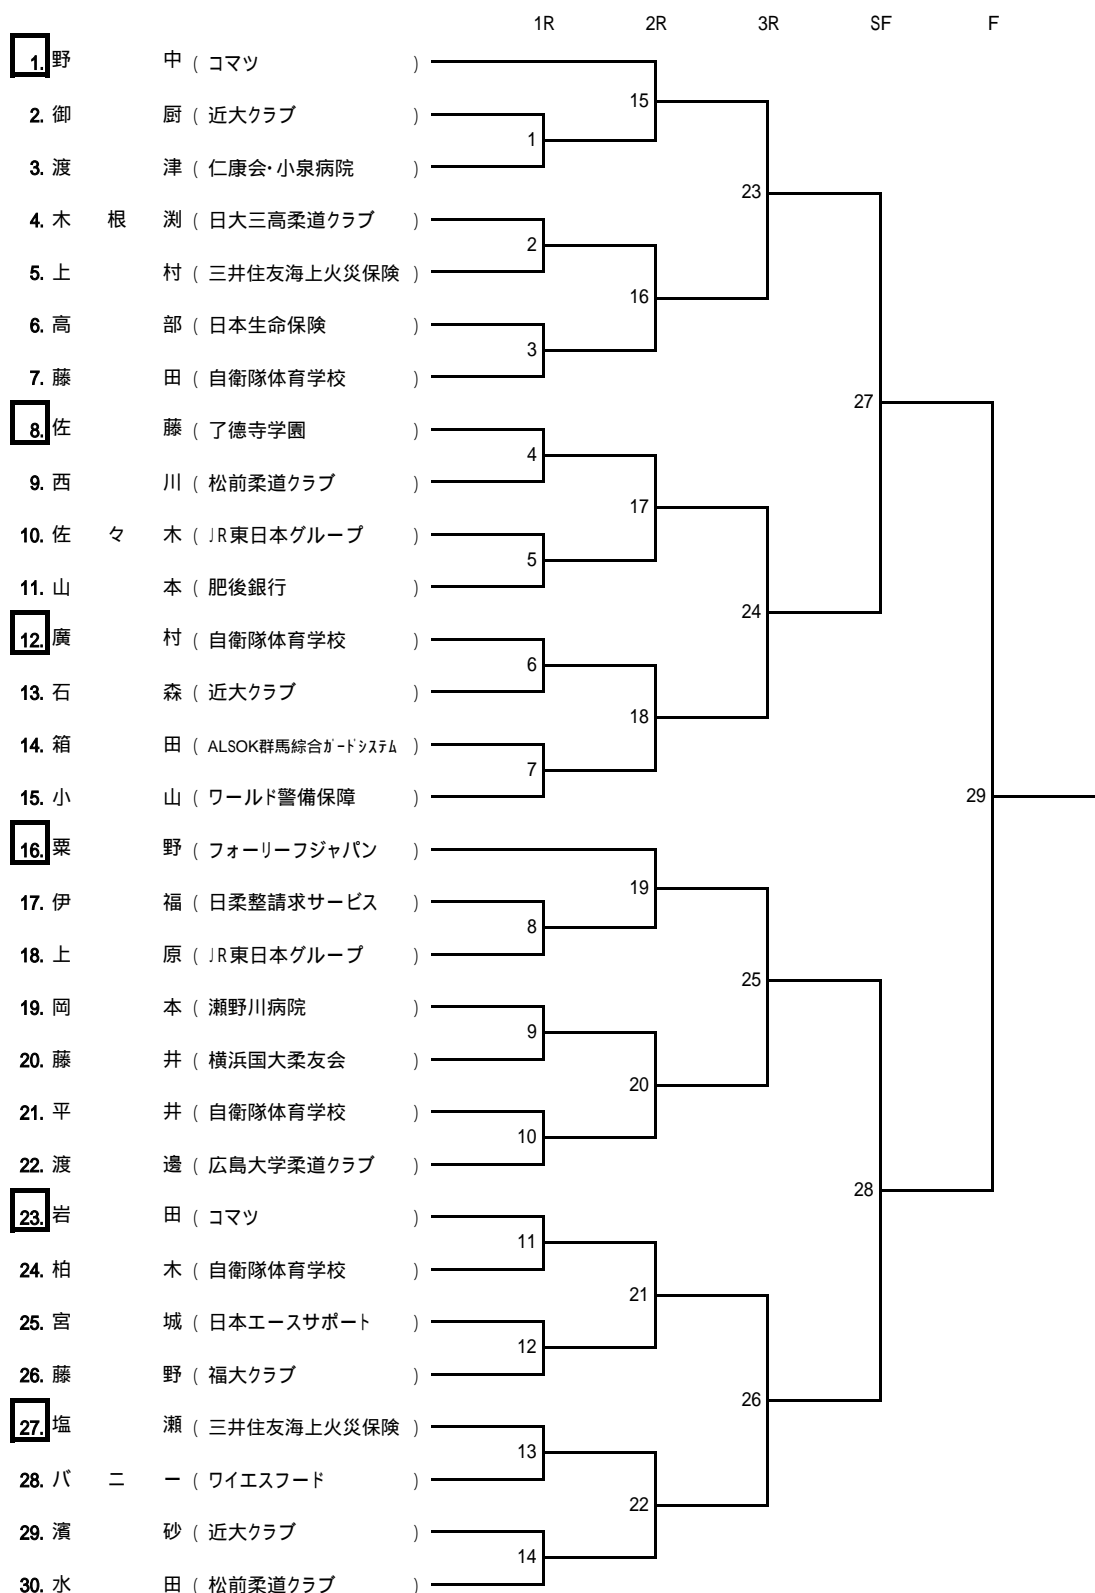 1R 2R 3R SF F
1. 野 中 ( コマツ )
15
2. 御 厨 ( 近大クラブ )
1
3. 渡 津 ( 仁康会・小泉病院 )
23
4. 木 根 渕 ( 日大三高柔道クラブ )
2
5. 上 村 ( 三井住友海上火災保険 )
16
6. 高 部 ( 日本生命保険 )
3
7. 藤 田 ( 自衛隊体育学校 )
27
8. 佐 藤 ( 了德寺学園 )
4
9. 西 川 ( 松前柔道クラブ )
17
10. 佐 々 木 ( JR東日本グループ )
5
11. 山 本 ( 肥後銀行 )
24
12. 廣 村 ( 自衛隊体育学校 )
6
13. 石 森 ( 近大クラブ )
18
14. 箱 田 ( ALSOK群馬綜合ガードシステム )
7
15. 小 山 ( ワールド警備保障 )
29
16. 粟 野 ( フォーリーフジャパン )
19
17. 伊 福 ( 日柔整請求サービス )
8
18. 上 原 ( JR東日本グループ )
25
19. 岡 本 ( 瀬野川病院 )
9
20. 藤 井 ( 横浜国大柔友会 )
20
21. 平 井 ( 自衛隊体育学校 )
10
22. 渡 邊 ( 広島大学柔道クラブ )
28
23. 岩 田 ( コマツ )
11
24. 柏 木 ( 自衛隊体育学校 )
21
25. 宮 城 ( 日本エースサポート )
12
26. 藤 野 ( 福大クラブ )
26
27. 塩 瀬 ( 三井住友海上火災保険 )
13
28. バ ニ ー ( ワイエスフード )
22
29. 濱 砂 ( 近大クラブ )
14
30. 水 田 ( 松前柔道クラブ )